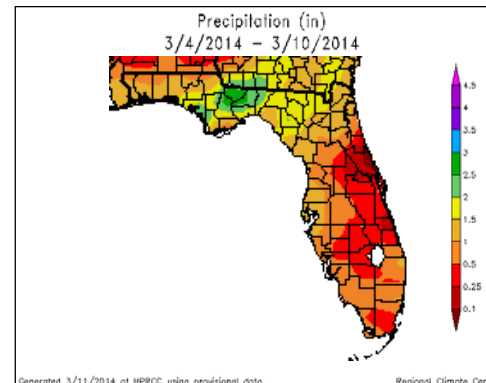 Precipitation (in)
3/4/2014 – 3/10/2014
4.5
4
3.5
3
2.5
2
1.5
1
0.5
0.25
0.1
Generated 3/11/2014 at HPRCC using provisional data.
Regional Climate Cen